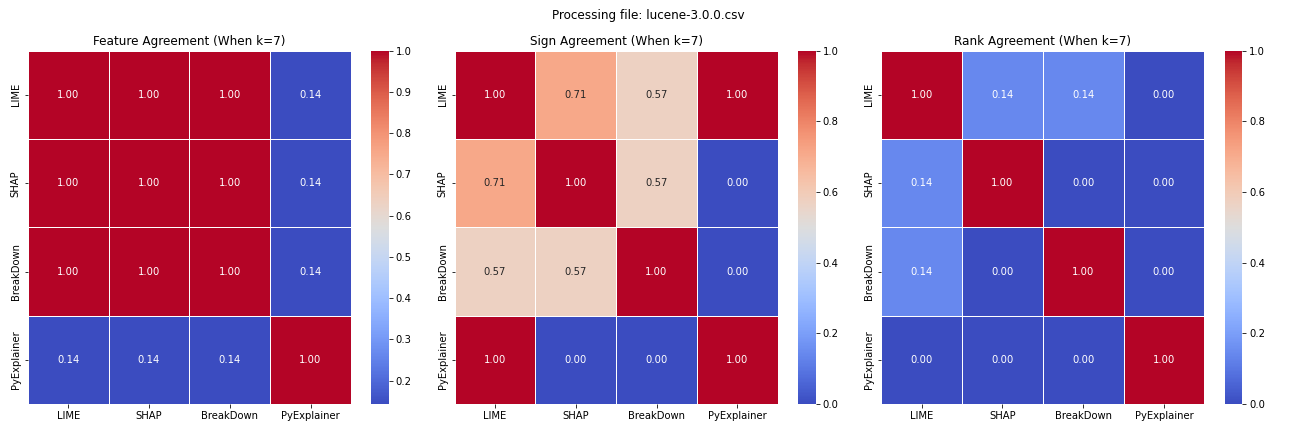 Processing file: lucene-3.0.0.csv
Feature Agreement (When k=7)
LIME 1.00 1.00 1.00 0.14
SHAP 1.00 1.00 1.00 0.14
BreakDown 1.00 1.00 1.00 0.14
PyExplainer 0.14 0.14 0.14 1.00
LIME SHAP BreakDown PyExplainer
1.0
0.9
0.8
0.7
0.6
0.5
0.4
0.3
0.2
Sign Agreement (When k=7)
LIME 1.00 0.71 0.57 1.00
SHAP 0.71 1.00 0.57 0.00
BreakDown 0.57 0.57 1.00 0.00
PyExplainer 1.00 0.00 0.00 1.00
LIME SHAP BreakDown PyExplainer
1.0
0.8
0.6
0.4
0.2
0.0
Rank Agreement (When k=7)
LIME 1.00 0.14 0.14 0.00
SHAP 0.14 1.00 0.00 0.00
BreakDown 0.14 0.00 1.00 0.00
PyExplainer 0.00 0.00 0.00 1.00
LIME SHAP BreakDown PyExplainer
1.0
0.8
0.6
0.4
0.2
0.0